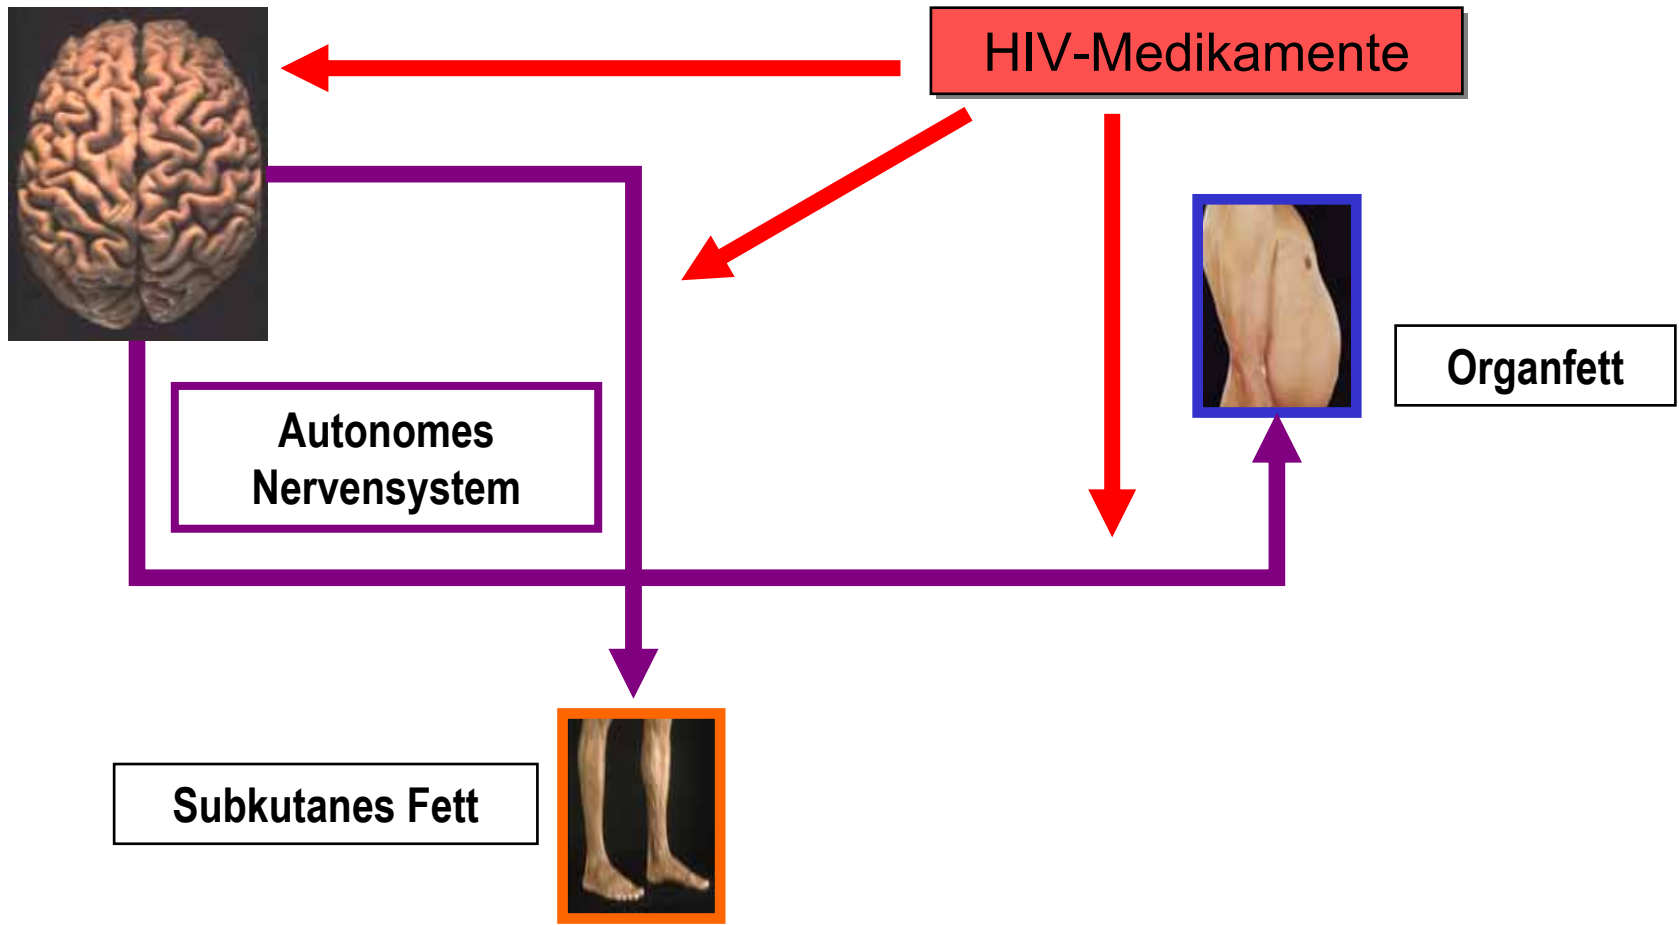 HIV-Medikamente
Organfett
Autonomes
Nervensystem
Subkutanes Fett